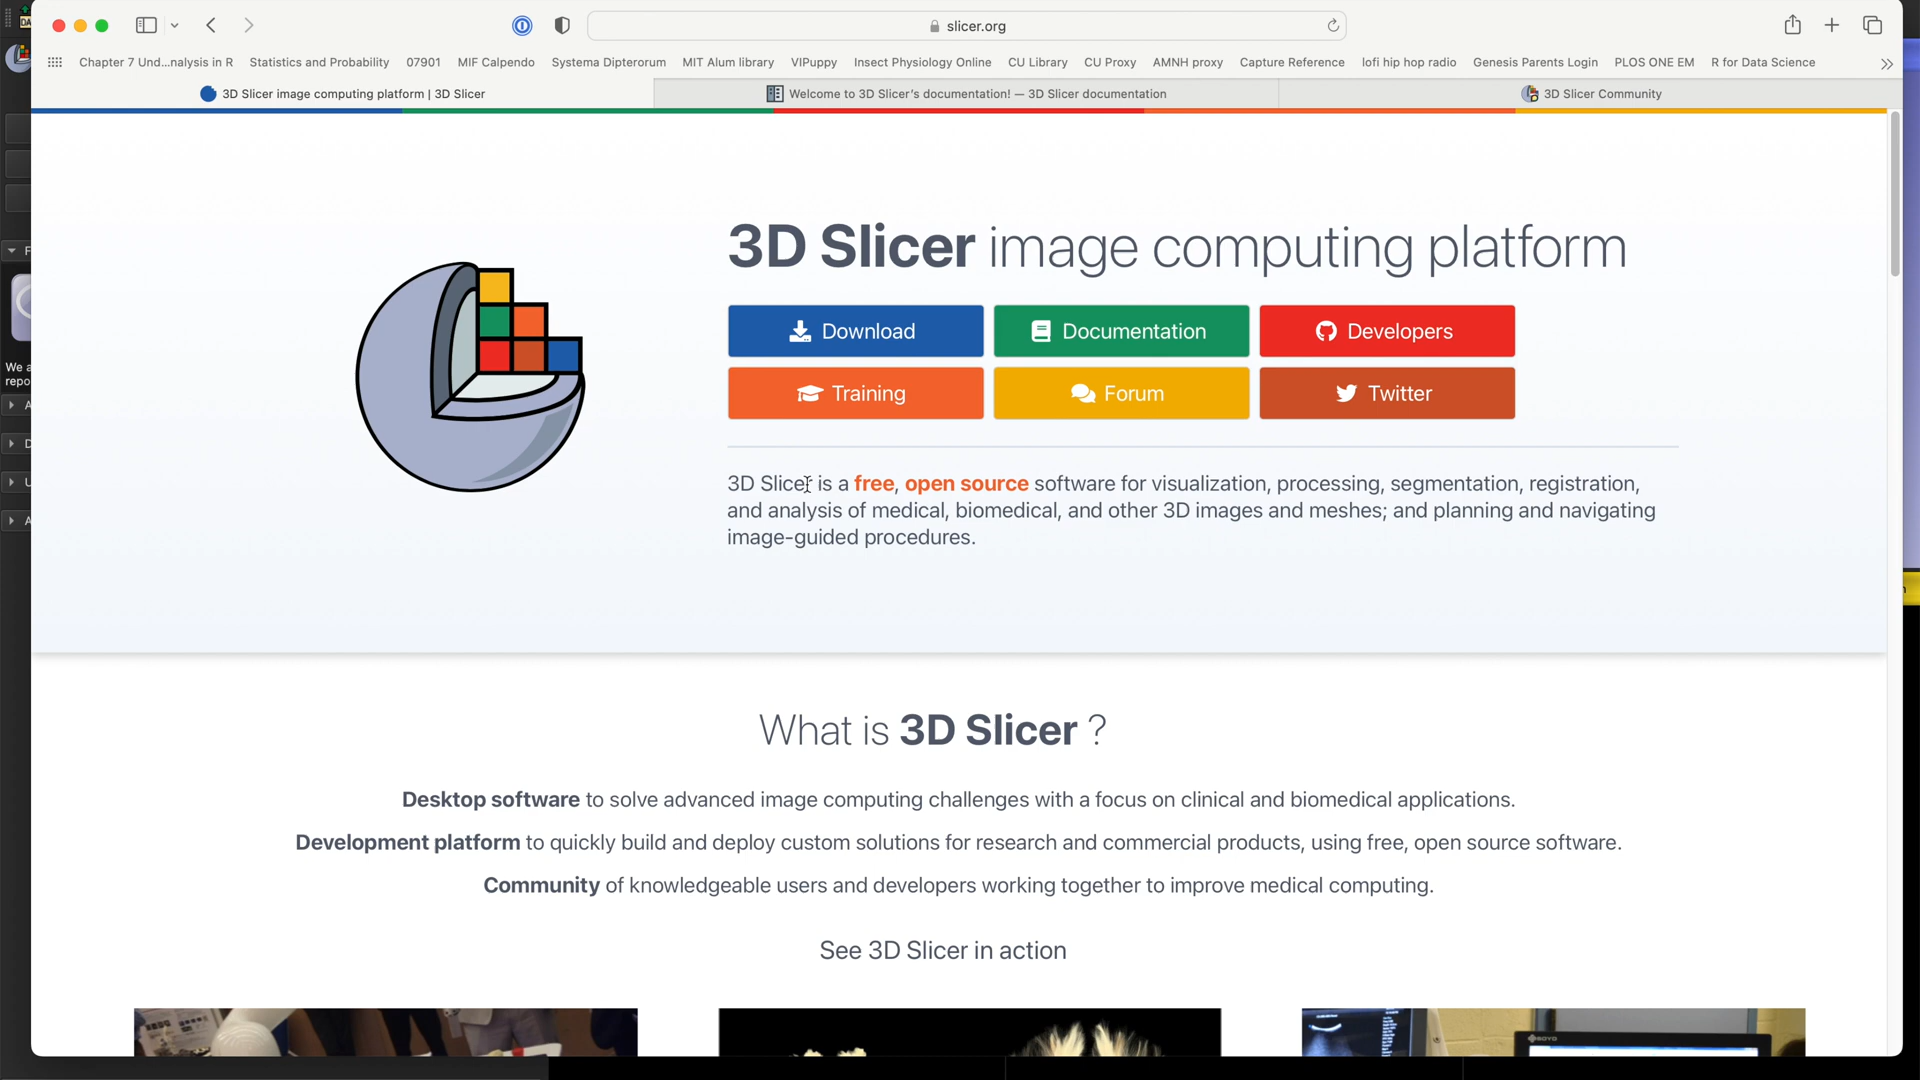 slicer.org
Chapter 7 Und...nalysis in R Statistics and Probability 07901 MIF Calpendo Systema Dipterorum MIT Alum library VIPuppy Insect Physiology Online CU Library CU Proxy AMNH proxy Capture Reference lofi hip hop radio Genesis Parents Login PLOS ONE EM R for Data Science
3D Slicer image computing platform | 3D Slicer Welcome to 3D Slicer's documentation! — 3D Slicer documentation 3D Slicer Community
3D Slicer image computing platform
Download Documentation Developers
Training Forum Twitter
We a
repo
3D Slicer is a free, open source software for visualization, processing, segmentation, registration,
and analysis of medical, biomedical, and other 3D images and meshes; and planning and navigating
image-guided procedures.
What is 3D Slicer ?
Desktop software to solve advanced image computing challenges with a focus on clinical and biomedical applications.
Development platform to quickly build and deploy custom solutions for research and commercial products, using free, open source software.
Community of knowledgeable users and developers working together to improve medical computing.
See 3D Slicer in action